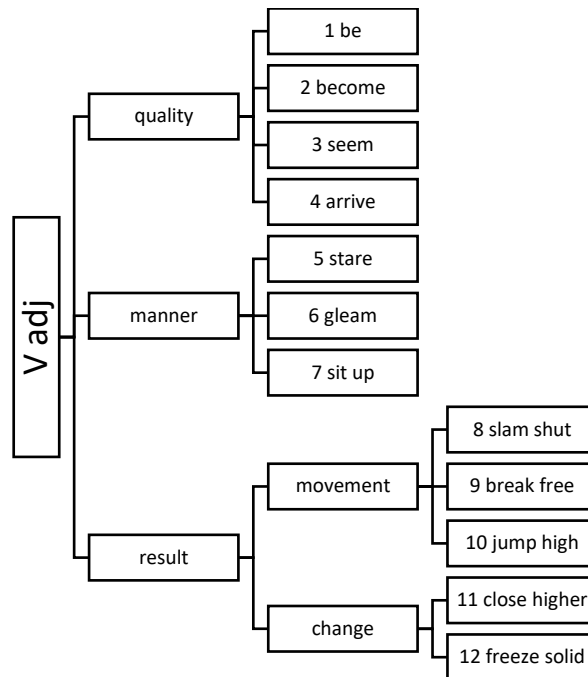 V adj
quality
1 be
2 become
3 seem
4 arrive
manner
5 stare
6 gleam
7 sit up
result
movement
8 slam shut
9 break free
10 jump high
change
11 close higher
12 freeze solid